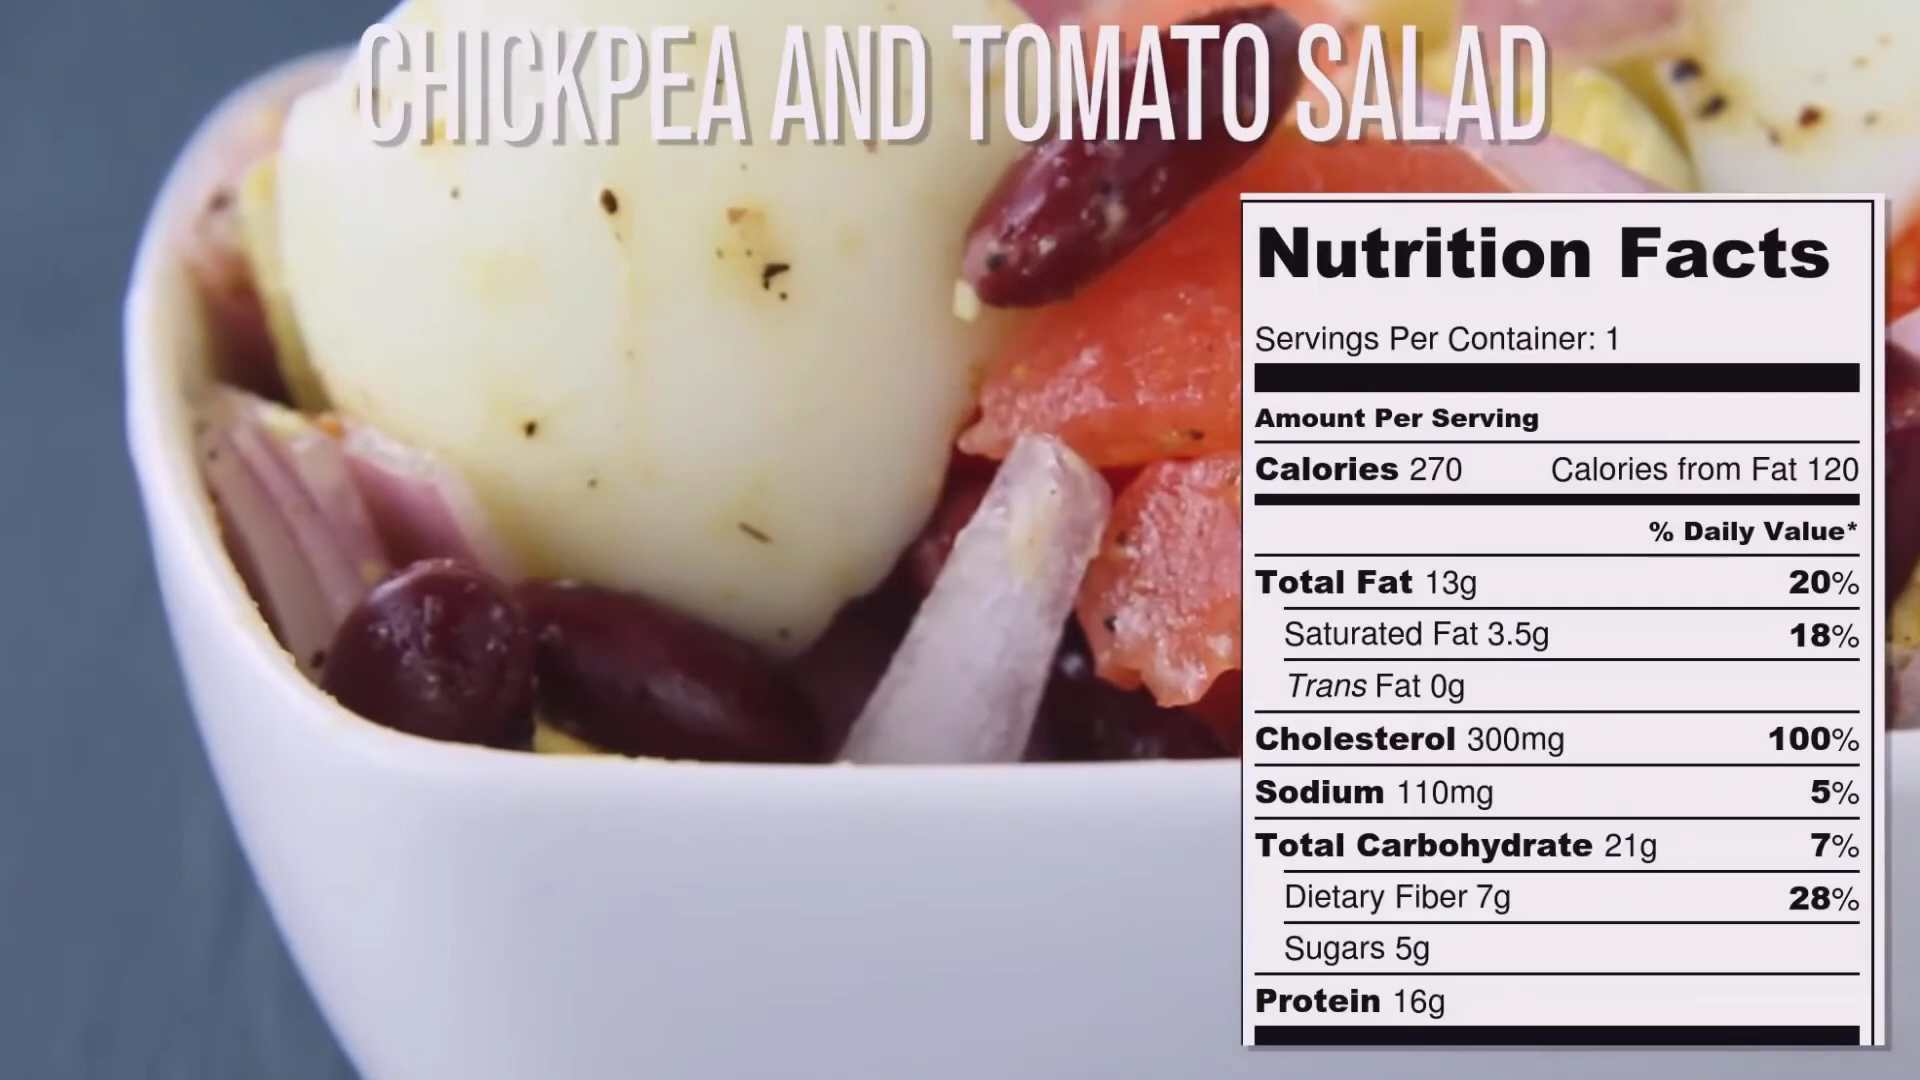 CHICKPEA AND TOMATO SALAD
Nutrition Facts
Servings Per Container: 1
Amount Per Serving
Calories 270 Calories from Fat 120
% Daily Value*
Total Fat 13g 20%
Saturated Fat 3.5g 18%
Trans Fat 0g
Cholesterol 300mg 100%
Sodium 110mg 5%
Total Carbohydrate 21g 7%
Dietary Fiber 7g 28%
Sugars 5g
Protein 16g